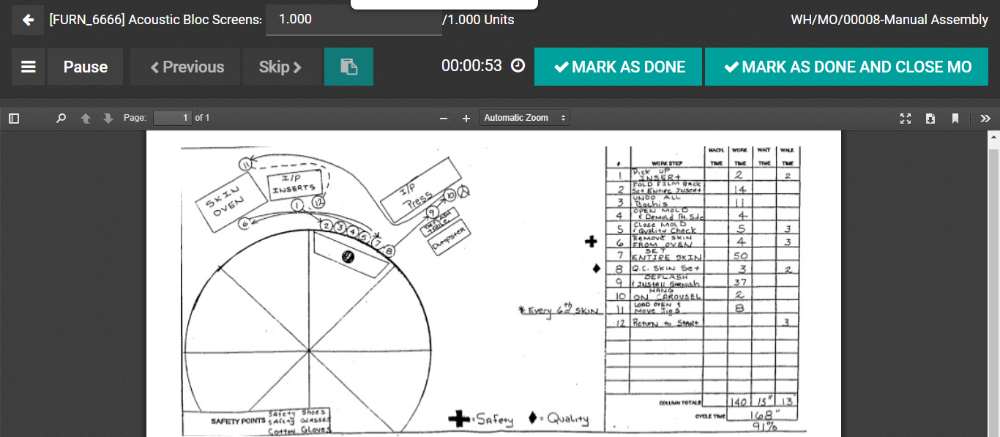 [FURN_6666] Acoustic Bloc Screens: 1.000 /1.000 Units
WH/MO/00008-Manual Assembly
Pause Previous Skip 00:00:53 MARK AS DONE MARK AS DONE AND CLOSE MO
Page: 1 of 1 Automatic Zoom
11
I/P
INSERTS
SKIN
OVEN
1 12
6
2 3 4 5 7 8
I/P
Press
9 10
DEFLASH
TABLE
Dumpster
* Every 6th SKIN
SAFETY POINTS
SAfety Shoes
SAfety GLASSES
Cotton Gloves
= SAfety
= QuALity
# WORK STEP MACH. TIME WORK TIME WAIT TIME WALK TIME
1 Pick UP INSERt 2 2
2 FOLD FILM BACK Set ENtire INSERt 14
3 UNDO ALL 11
4 OPEN MOLD & Demold Rt. Side 4
5 Close MOLD / Quality Check 5 3
6 REMOVE SKIN FROM OVEN 4 3
7 SET ENTIRE SKIN 50
8 Q.C. SKIN Set 3 2
9 DEFLASH & INStall GARNISH 37
10 HANG ON CAROUSEL 2
11 LOAD OVEN & Move Jigs 8
12 Return to StARt 3
COLUMN TOTALS 140 15" 13"
CYCLE TIME 168"
91%